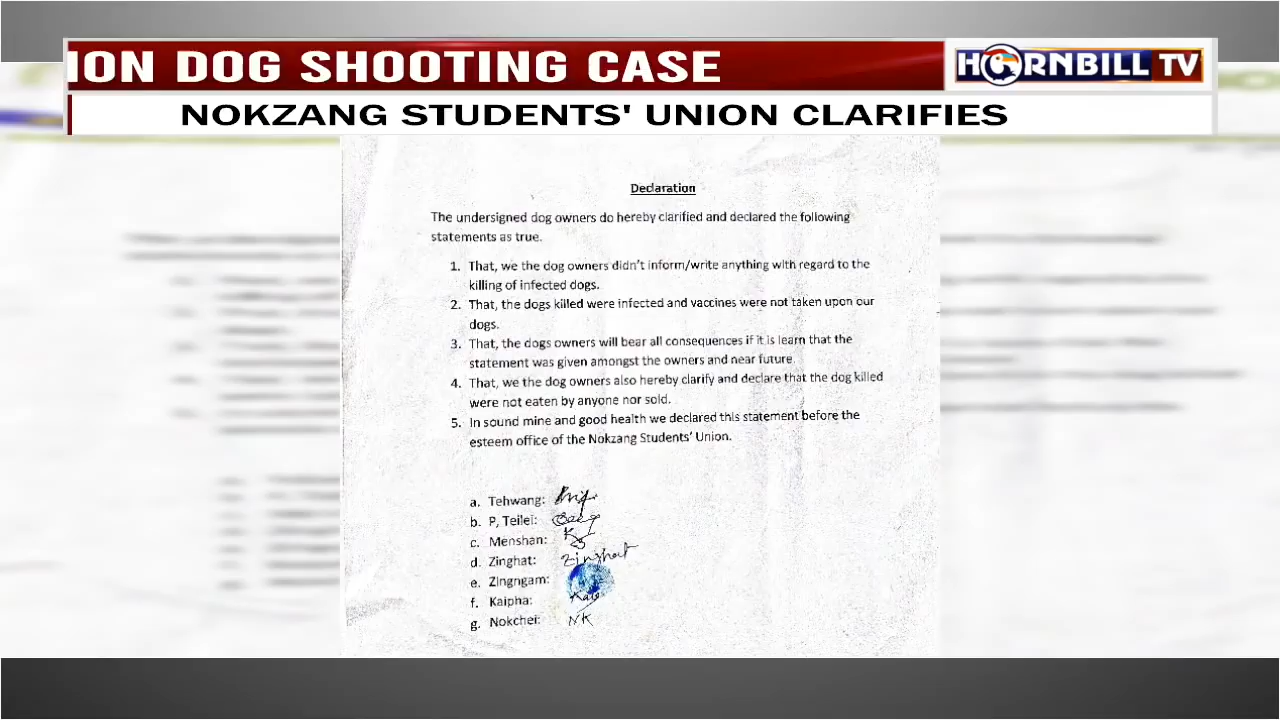 ION DOG SHOOTING CASE
HORNBILL TV
NOKZANG STUDENTS' UNION CLARIFIES
Declaration
The undersigned dog owners do hereby clarified and declared the following
statements as true.
1. That, we the dog owners didn't inform/write anything with regard to the
killing of infected dogs.
2. That, the dogs killed were infected and vaccines were not taken upon our
dogs.
3. That, the dogs owners will bear all consequences if it is learn that the
statement was given amongst the owners and near future.
4. That, we the dog owners also hereby clarify and declare that the dog killed
were not eaten by anyone nor sold.
5. In sound mine and good health we declared this statement before the
esteem office of the Nokzang Students' Union.
a. Tehwang:
b. P, Teilei:
c. Menshan:
d. Zinghat: Zinghat
e. Zingngam:
f. Kaipha:
g. Nokchei: NK